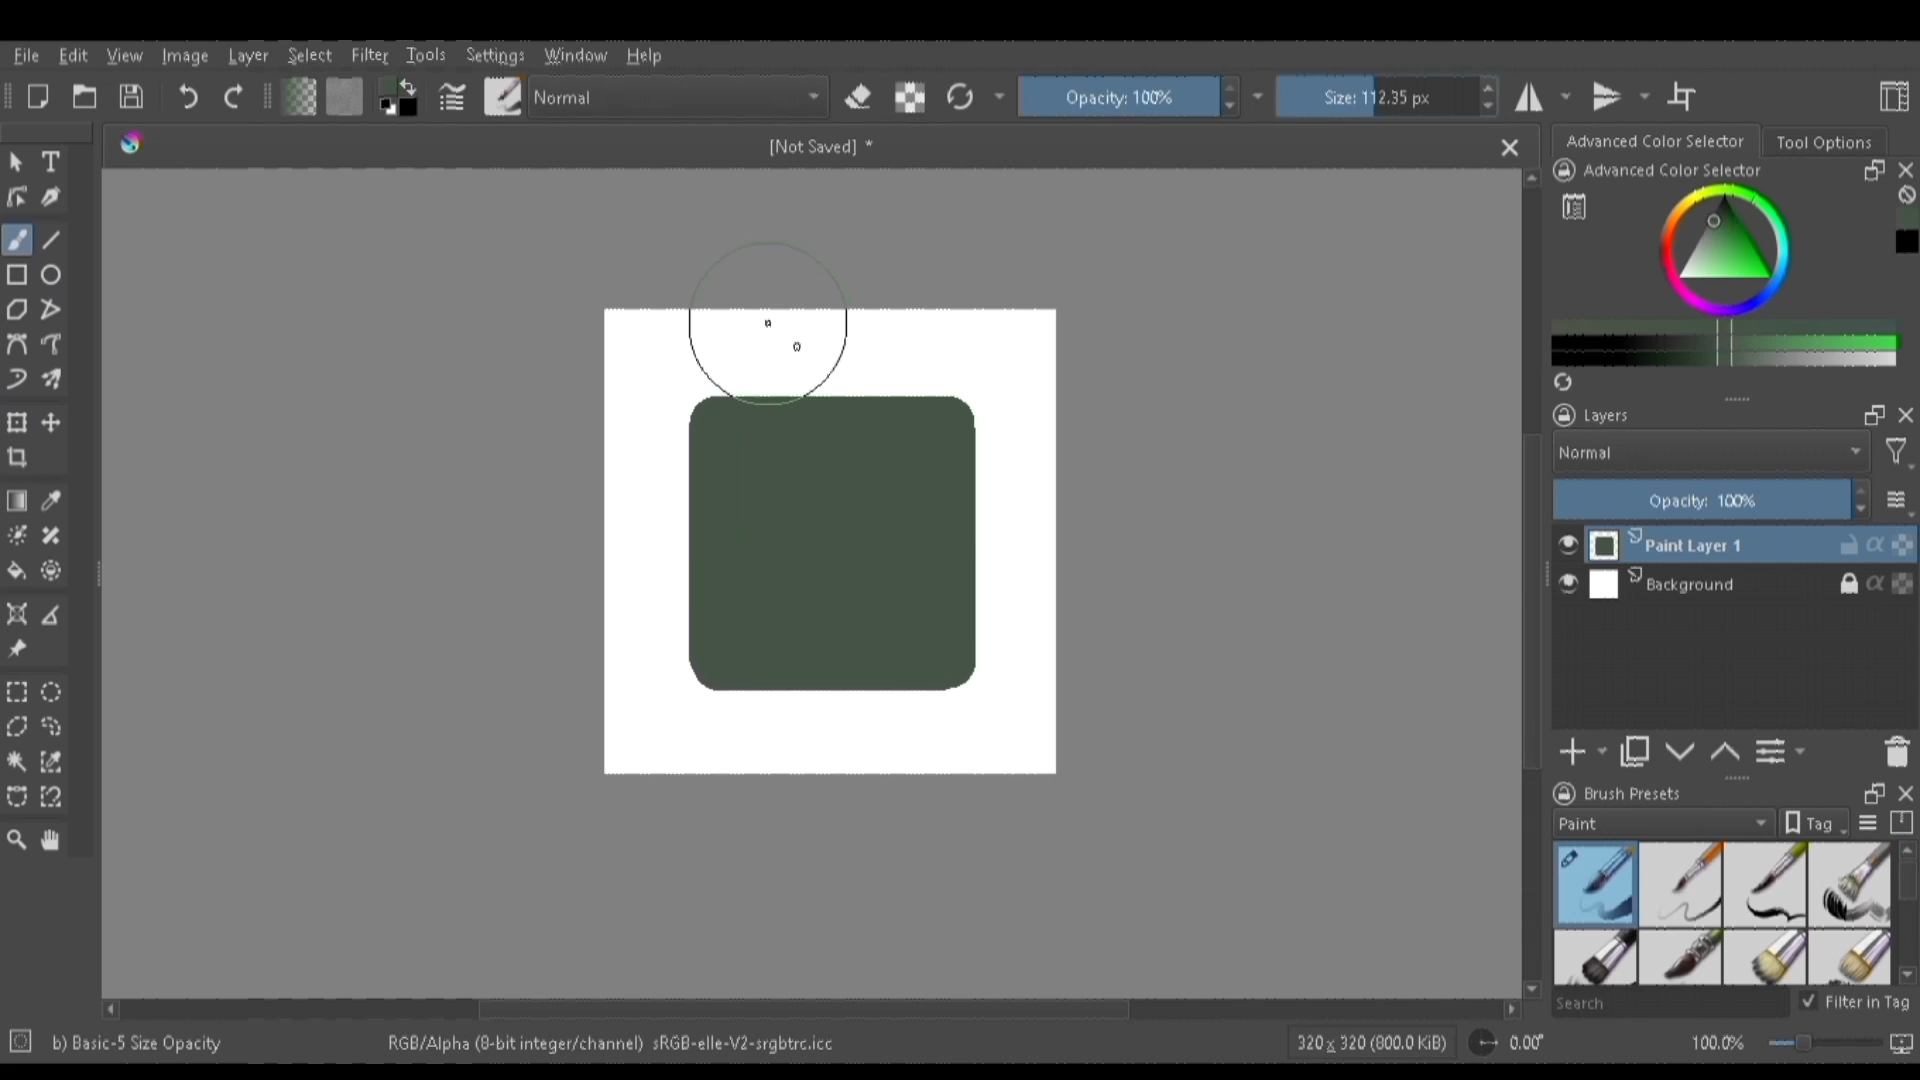 File Edit View Image Layer Select Filter Tools Settings Window Help
Normal Opacity: 100% Size: 112.35 px
[Not Saved] *
Advanced Color Selector Tool Options
Advanced Color Selector
T
Layers
Normal
Opacity: 100%
Paint Layer 1
Background
Brush Presets
Paint Tag
Search Filter in Tag
b) Basic-5 Size Opacity RGB/Alpha (8-bit integer/channel) sRGB-elle-V2-srgbtrc.icc 320 x 320 (800.0 KiB) 0.00° 100.0%